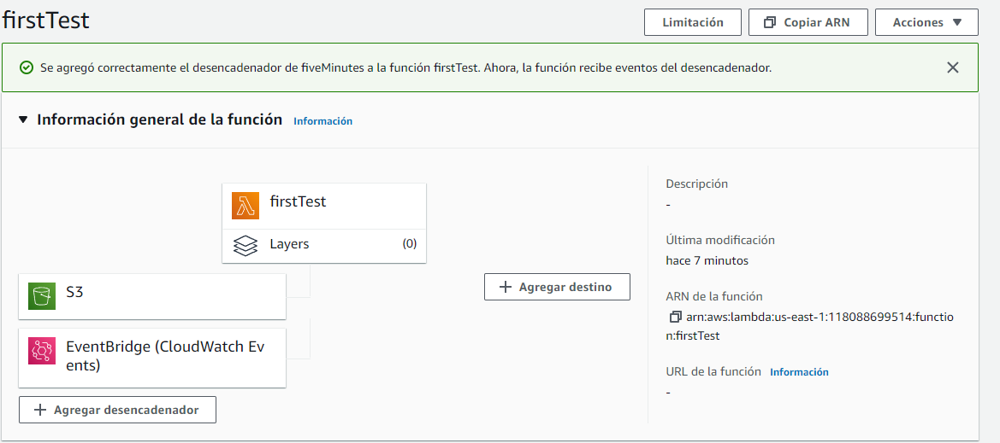 firstTest
Limitación
Copiar ARN
Acciones
Se agregó correctamente el desencadenador de fiveMinutes a la función firstTest. Ahora, la función recibe eventos del desencadenador.
Información general de la función Información
firstTest
Layers (0)
S3
EventBridge (CloudWatch Ev
ents)
Agregar desencadenador
Agregar destino
Descripción
-
Última modificación
hace 7 minutos
ARN de la función
arn:aws:lambda:us-east-1:118088699514:functio
n:firstTest
URL de la función Información
-